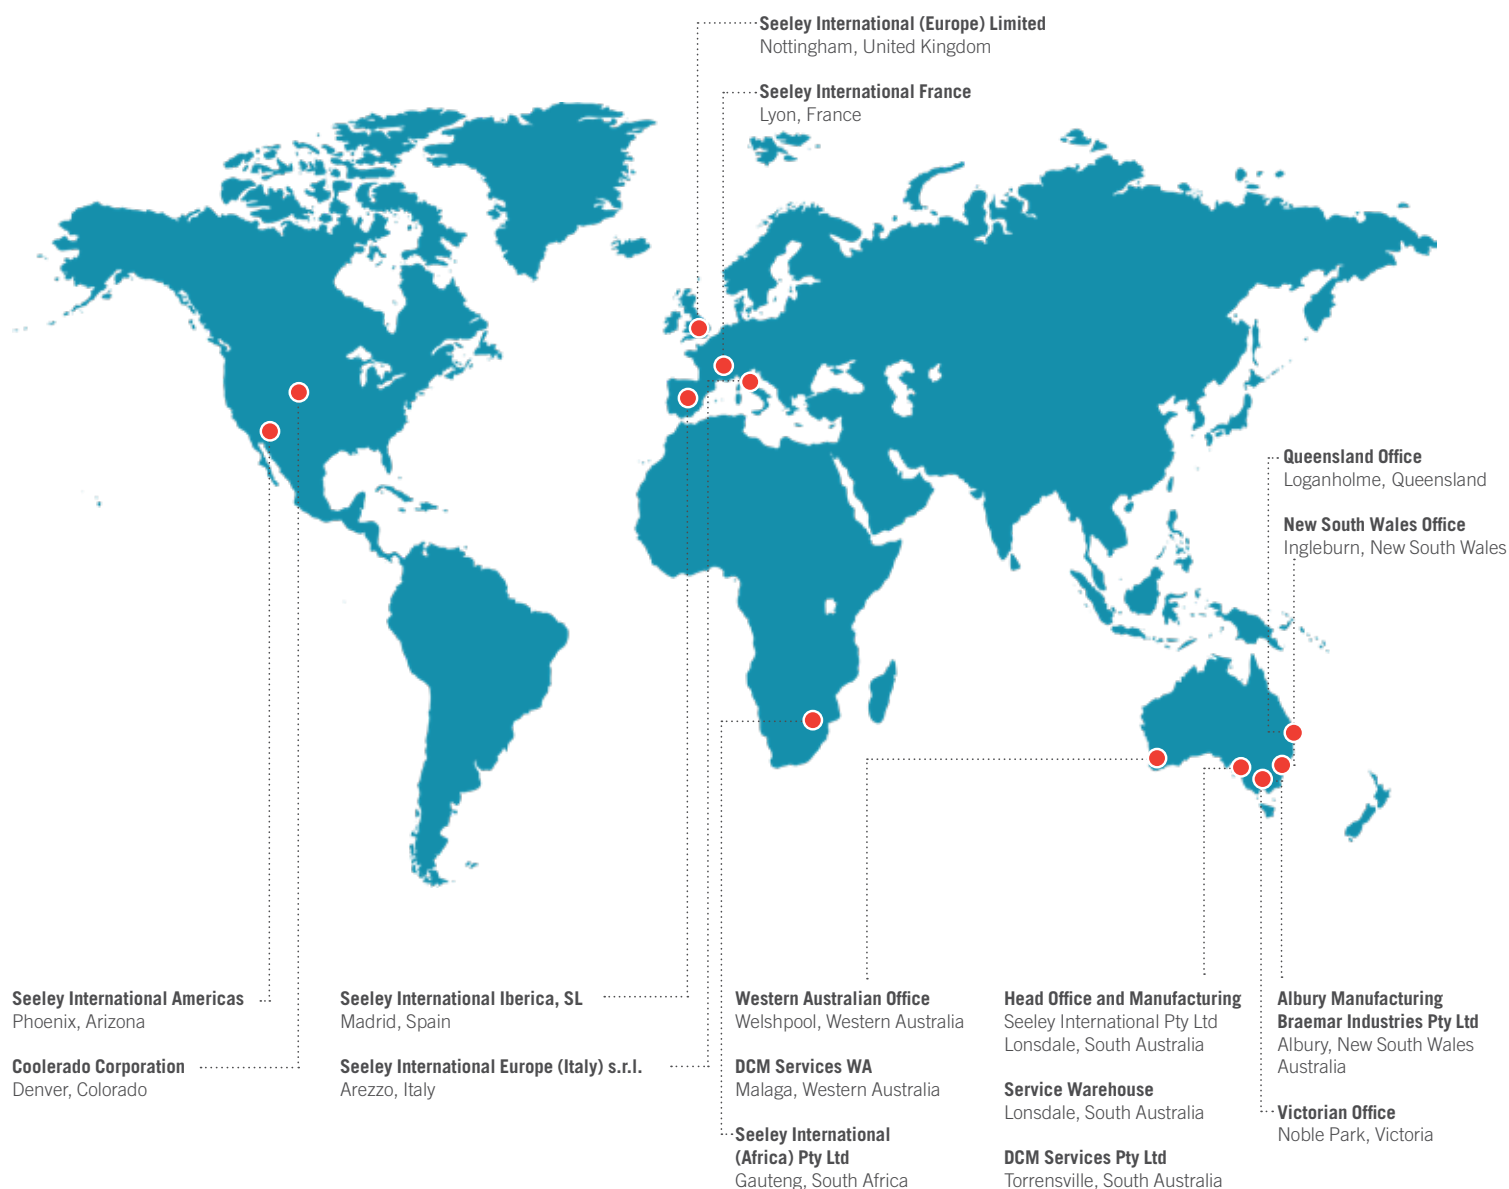 Seeley International (Europe) Limited
Nottingham, United Kingdom
Seeley International France
Lyon, France
Queensland Office
Loganholme, Queensland
New South Wales Office
Ingleburn, New South Wales
Seeley International Americas
Phoenix, Arizona
Coolerado Corporation
Denver, Colorado
Seeley International Iberica, SL
Madrid, Spain
Seeley International Europe (Italy) s.r.l.
Arezzo, Italy
Western Australian Office
Welshpool, Western Australia
DCM Services WA
Malaga, Western Australia
Seeley International
(Africa) Pty Ltd
Gauteng, South Africa
Head Office and Manufacturing
Seeley International Pty Ltd
Lonsdale, South Australia
Service Warehouse
Lonsdale, South Australia
DCM Services Pty Ltd
Torrensville, South Australia
Albury Manufacturing
Braemar Industries Pty Ltd
Albury, New South Wales
Australia
Victorian Office
Noble Park, Victoria